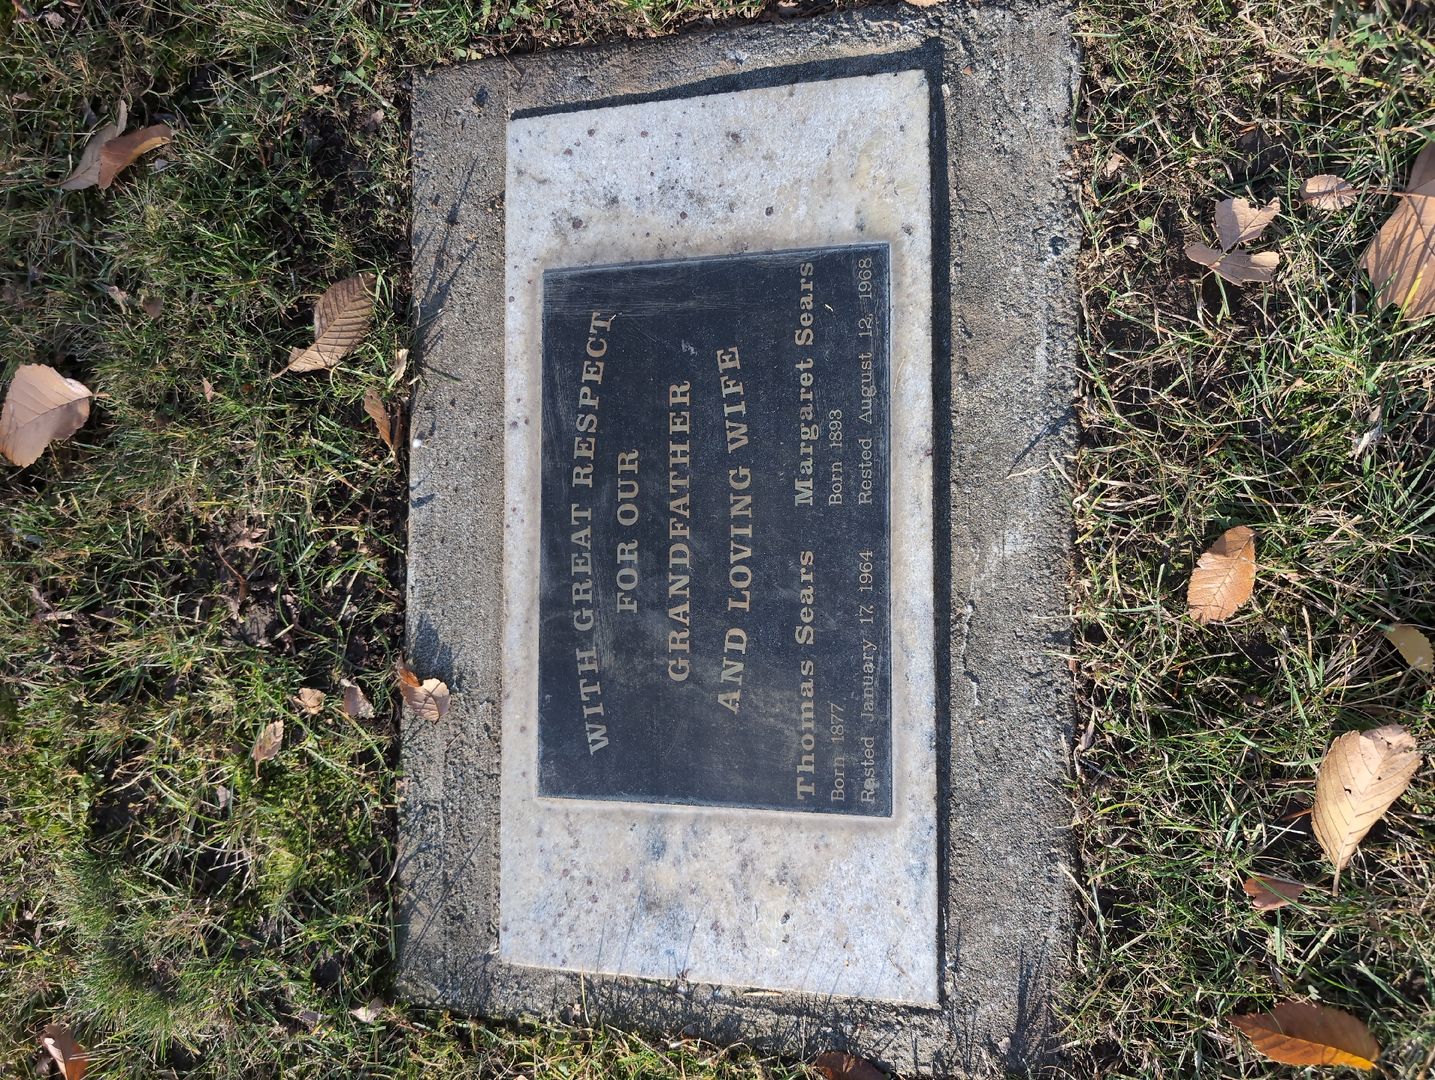 WITH GREAT RESPECT
FOR OUR
GRANDFATHER
AND LOVING WIFE
Thomas Sears Margaret Sears
Born 1877 Born 1893
Rested January 17, 1964 Rested August 12, 1968